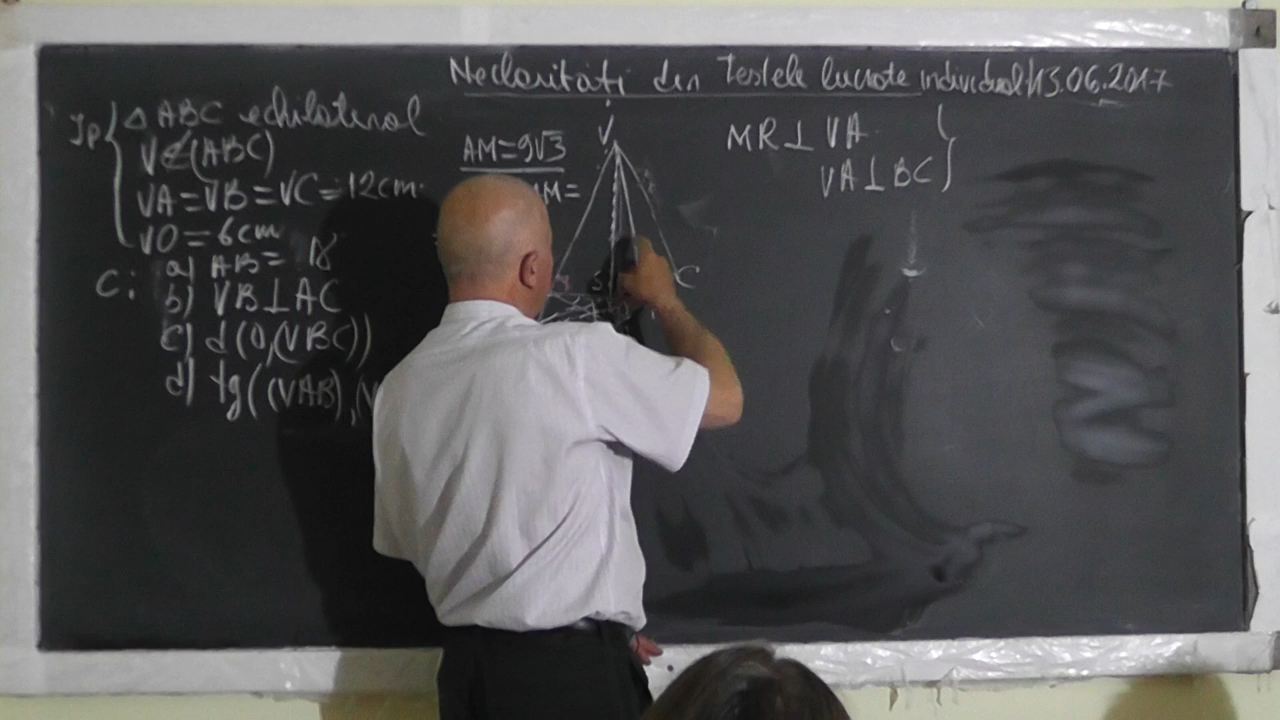 Neclarități din testele lucrate individual/13.06.2017
Ip
△ABC echilateral
V∉(ABC)
VA=VB=VC=12cm
VO=6cm
C: a) AB= 18
b) VB⊥AC
c) d(O,(VBC))
d) tg((VAB),(V
AM=9√3
M=
V
C
MR⊥VA
VA⊥BC